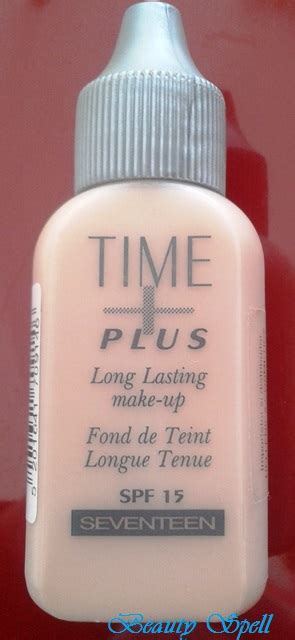 TIME
PLUS
Long Lasting
make-up
Fond de Teint
Longue Tenue
SPF 15
SEVENTEEN
Beauty Spell